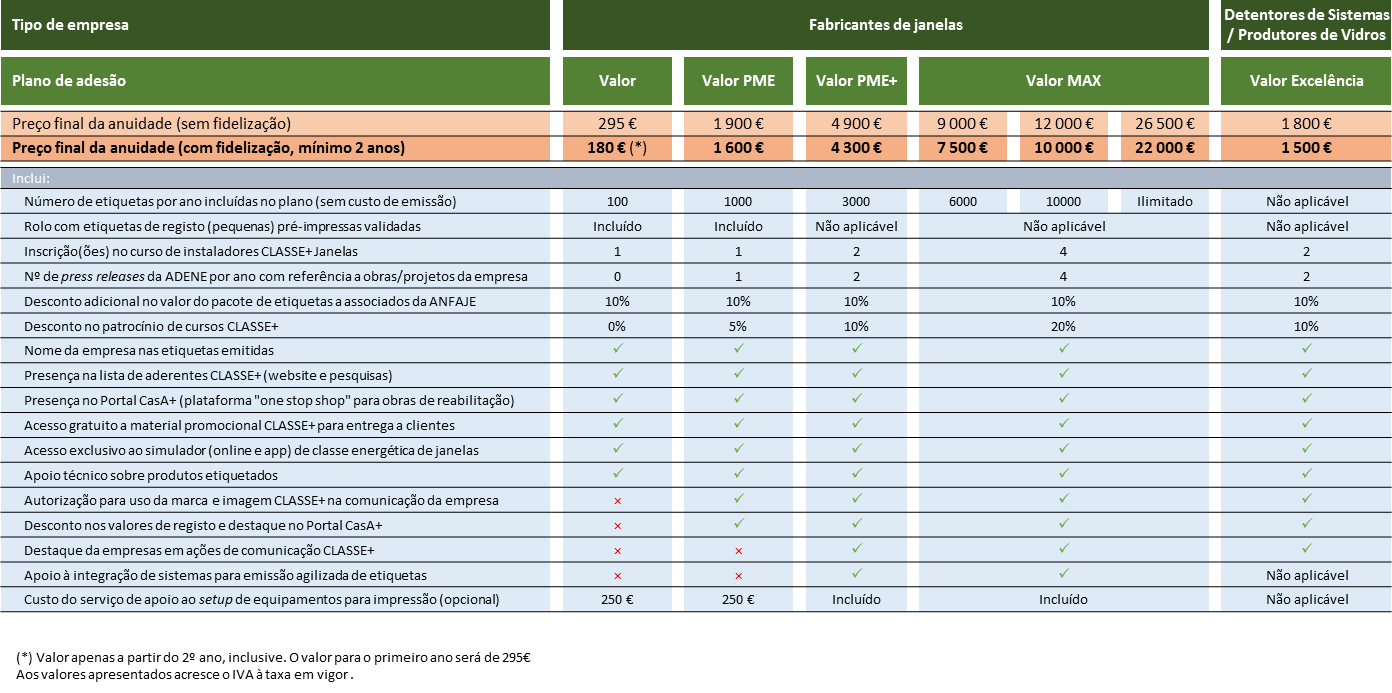 Tipo de empresa Fabricantes de janelas Detentores de Sistemas
/ Produtores de Vidros
Plano de adesão Valor Valor PME Valor PME+ Valor MAX Valor Excelência
Preço final da anuidade (sem fidelização) 295 € 1 900 € 4 900 € 9 000 € 12 000 € 26 500 € 1 800 €
Preço final da anuidade (com fidelização, mínimo 2 anos) 180 € (*) 1 600 € 4 300 € 7 500 € 10 000 € 22 000 € 1 500 €
Inclui:
Número de etiquetas por ano incluídas no plano (sem custo de emissão) 100 1000 3000 6000 10000 Ilimitado Não aplicável
Rolo com etiquetas de registo (pequenas) pré-impressas validadas Incluído Incluído Não aplicável Não aplicável Não aplicável
Inscrição(ões) no curso de instaladores CLASSE+ Janelas 1 1 2 4 2
Nº de press releases da ADENE por ano com referência a obras/projetos da empresa 0 1 2 4 2
Desconto adicional no valor do pacote de etiquetas a associados da ANFAJE 10% 10% 10% 10% 10%
Desconto no patrocínio de cursos CLASSE+ 0% 5% 10% 20% 10%
Nome da empresa nas etiquetas emitidas ✓ ✓ ✓ ✓ ✓
Presença na lista de aderentes CLASSE+ (website e pesquisas) ✓ ✓ ✓ ✓ ✓
Presença no Portal CasA+ (plataforma "one stop shop" para obras de reabilitação) ✓ ✓ ✓ ✓ ✓
Acesso gratuito a material promocional CLASSE+ para entrega a clientes ✓ ✓ ✓ ✓ ✓
Acesso exclusivo ao simulador (online e app) de classe energética de janelas ✓ ✓ ✓ ✓ ✓
Apoio técnico sobre produtos etiquetados ✓ ✓ ✓ ✓ ✓
Autorização para uso da marca e imagem CLASSE+ na comunicação da empresa × ✓ ✓ ✓ ✓
Desconto nos valores de registo e destaque no Portal CasA+ × ✓ ✓ ✓ ✓
Destaque da empresas em ações de comunicação CLASSE+ × × ✓ ✓ ✓
Apoio à integração de sistemas para emissão agilizada de etiquetas × × ✓ ✓ Não aplicável
Custo do serviço de apoio ao setup de equipamentos para impressão (opcional) 250 € 250 € Incluído Incluído Não aplicável
(*) Valor apenas a partir do 2º ano, inclusive. O valor para o primeiro ano será de 295€
Aos valores apresentados acresce o IVA à taxa em vigor .